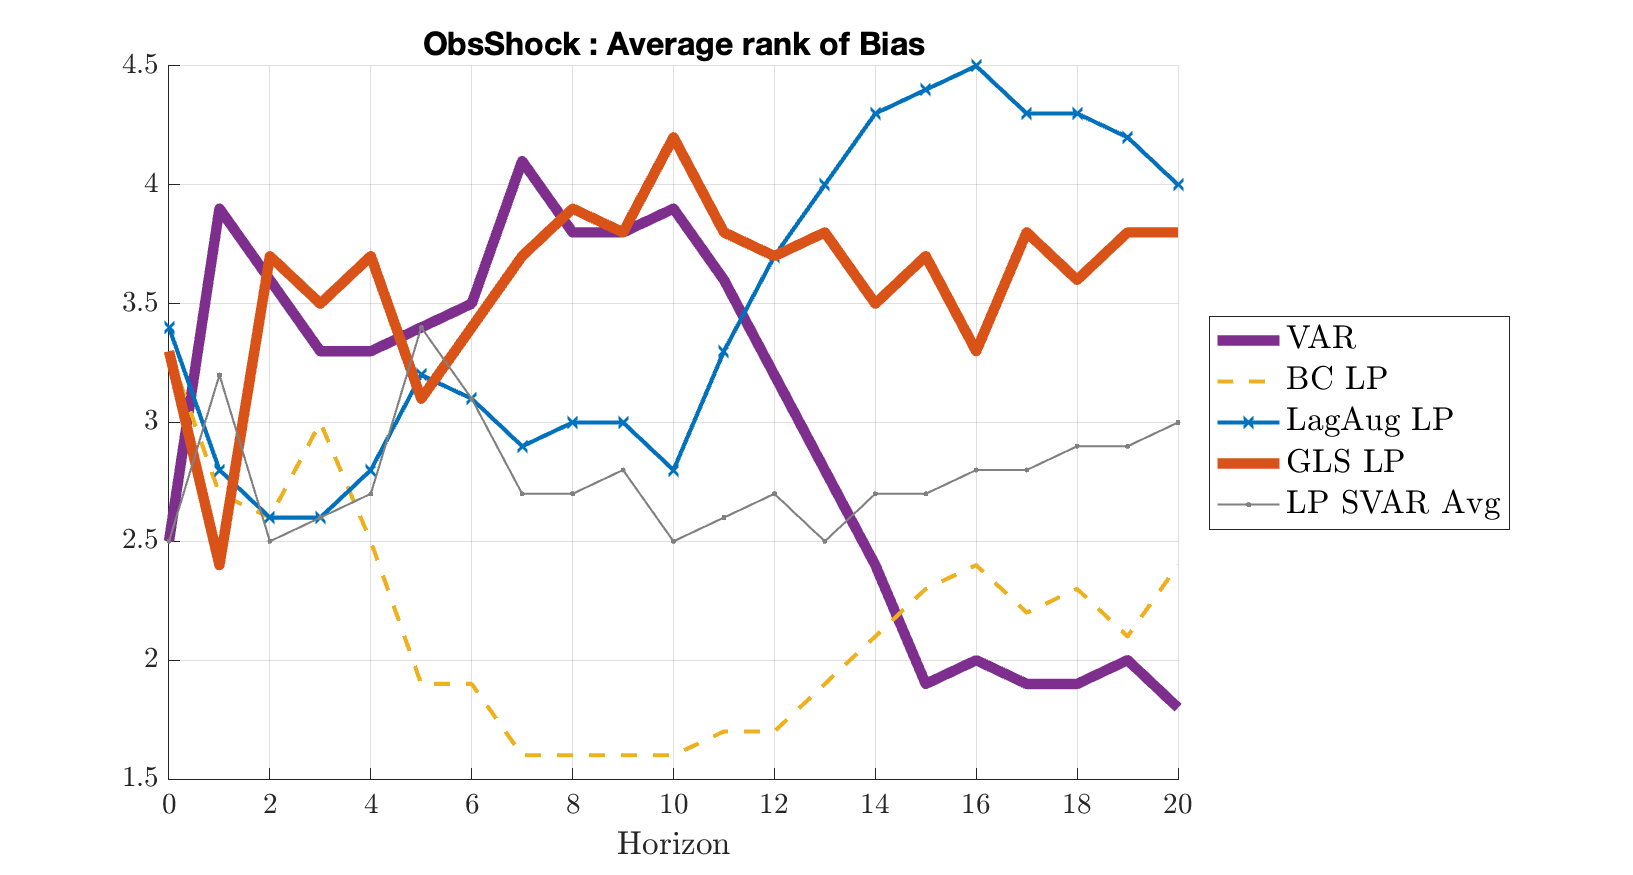 ObsShock : Average rank of Bias
4.5
4
3.5
3
2.5
2
1.5
0 2 4 6 8 10 12 14 16 18 20
Horizon
VAR
BC LP
LagAug LP
GLS LP
LP SVAR Avg